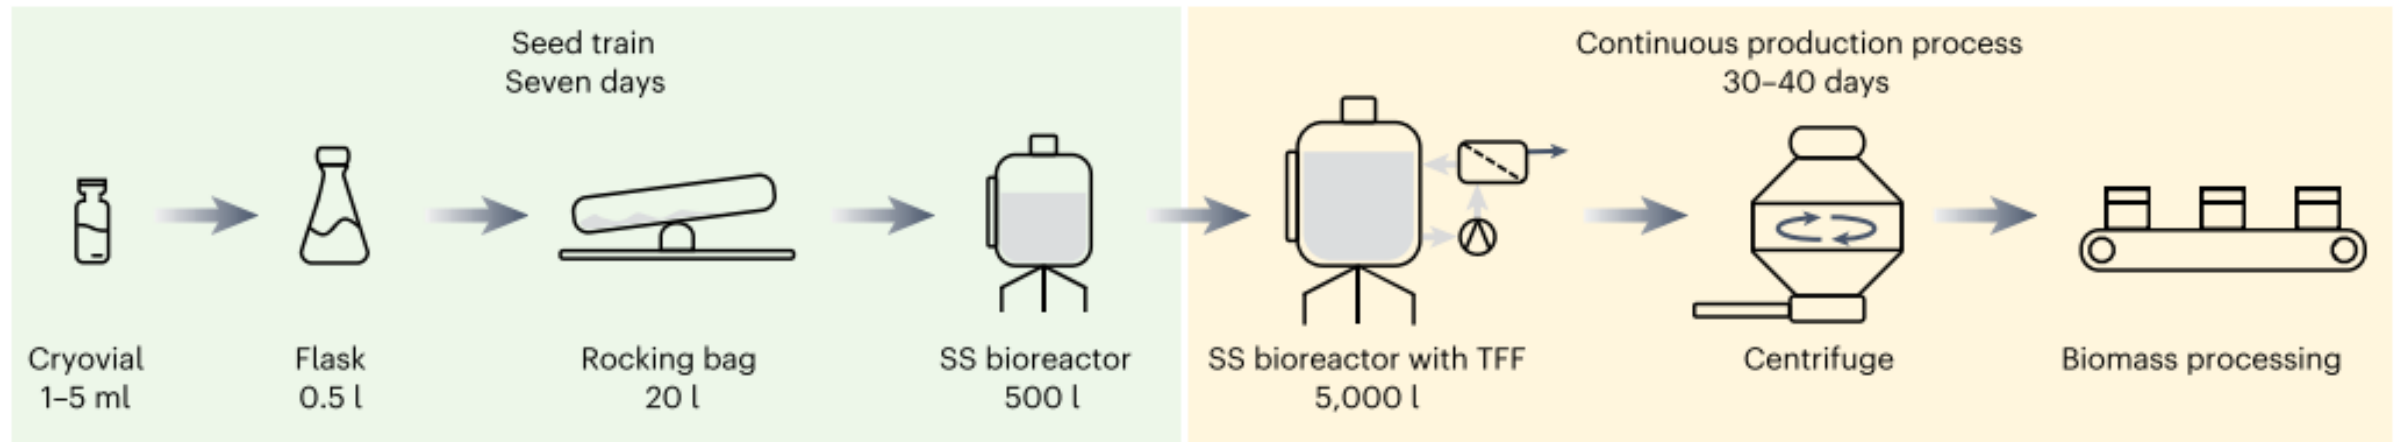 Seed train
Seven days
Continuous production process
30–40 days
Cryovial
1–5 ml
Flask
0.5 l
Rocking bag
20 l
SS bioreactor
500 l
SS bioreactor with TFF
5,000 l
Centrifuge
Biomass processing